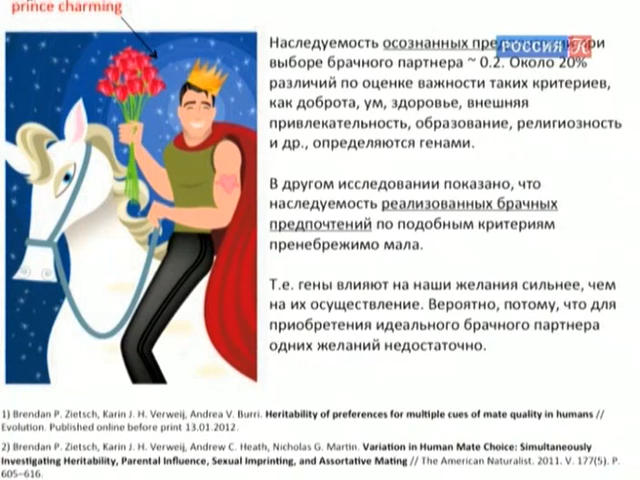 prince charming
РОССИЯ К
Наследуемость осознанных при
выборе брачного партнера ~ 0.2. Около 20%
различий по оценке важности таких критериев,
как доброта, ум, здоровье, внешняя
привлекательность, образование, религиозность
и др., определяются генами.
В другом исследовании показано, что
наследуемость реализованных брачных
предпочтений по подобным критериям
пренебрежимо мала.
Т.е. гены влияют на наши желания сильнее, чем
на их осуществление. Вероятно, потому, что для
приобретения идеального брачного партнера
одних желаний недостаточно.
1) Brendan P. Zietsch, Karin J. H. Verweij, Andrea V. Burri. Heritability of preferences for multiple cues of mate quality in humans //
Evolution. Published online before print 13.01.2012.
2) Brendan P. Zietsch, Karin J. H. Verweij, Andrew C. Heath, Nicholas G. Martin. Variation in Human Mate Choice: Simultaneously
Investigating Heritability, Parental Influence, Sexual Imprinting, and Assortative Mating // The American Naturalist. 2011. V. 177(5). P.
605–616.